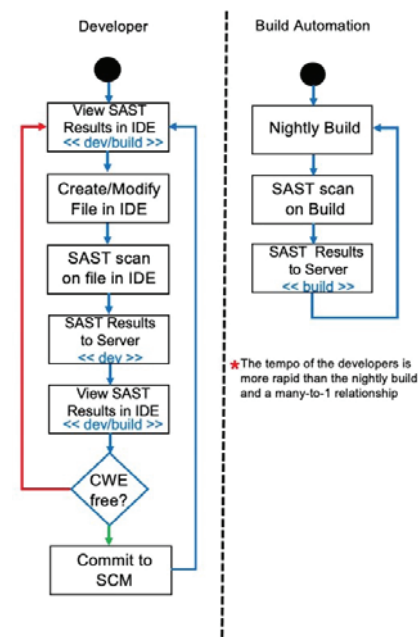 Developer
View SAST
Results in IDE
<< dev/build >>
Create/Modify
File in IDE
SAST scan
on file in IDE
SAST Results
to Server
<< dev >>
View SAST
Results in IDE
<< dev/build >>
CWE
free?
Commit to
SCM
Build Automation
Nightly Build
SAST scan
on Build
SAST Results
to Server
<< build >>
*The tempo of the developers is
more rapid than the nightly build
and a many-to-1 relationship